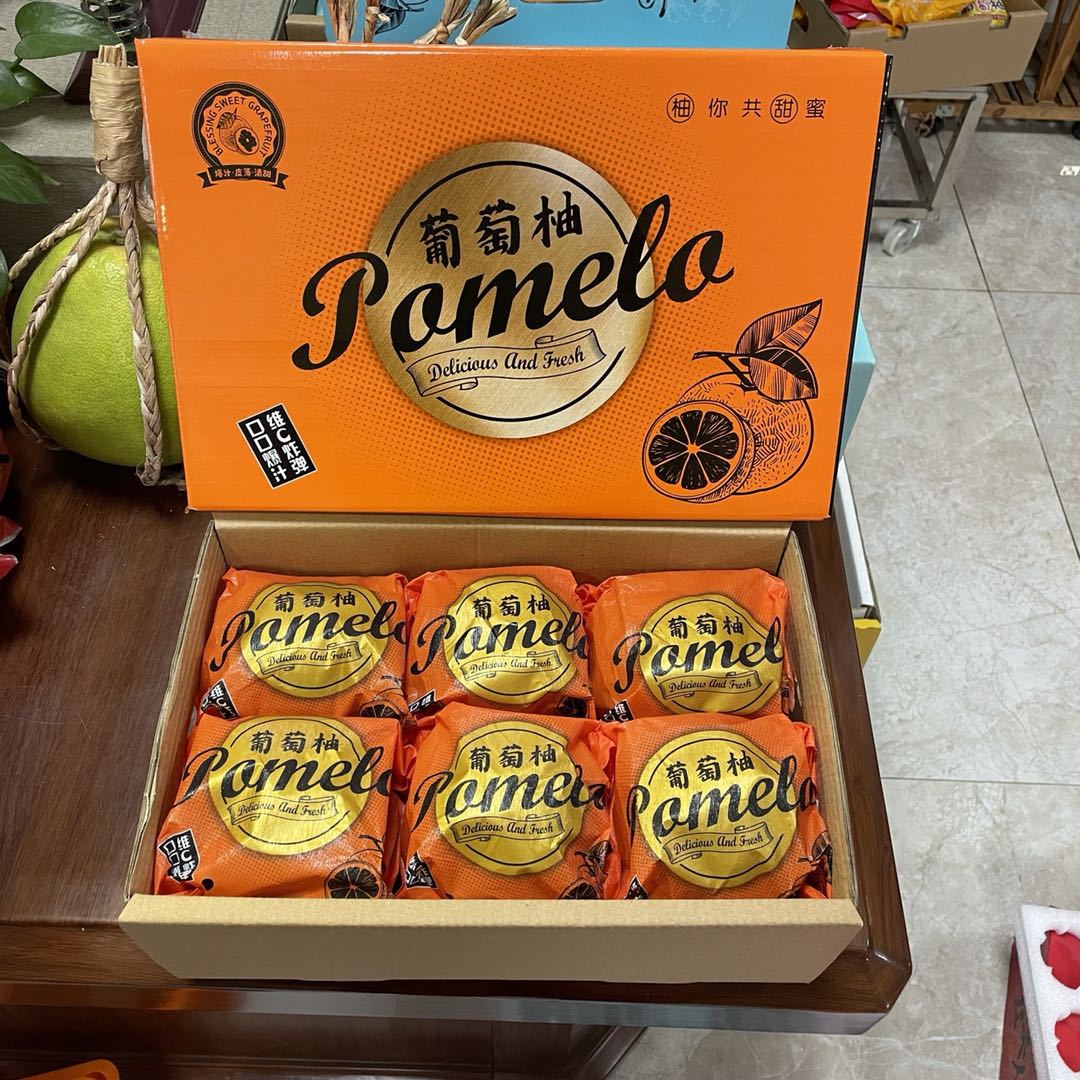 BLESSING SWEET GRAPEFRUIT
爆汁·皮薄·清甜
柚你共甜蜜
葡萄柚
Pomelo
Delicious And Fresh
维C炸弹
口口爆汁
葡萄柚
Pomelo
Delicious And Fresh
葡萄柚
Pomelo
Delicious And Fresh
葡萄柚
Pomelo
Delicious And Fresh
葡萄柚
Pomelo
Delicious And Fresh
维C炸
葡萄柚
Pomelo
Delicious And Fresh
葡萄柚
Pomelo
Delicious And Fresh